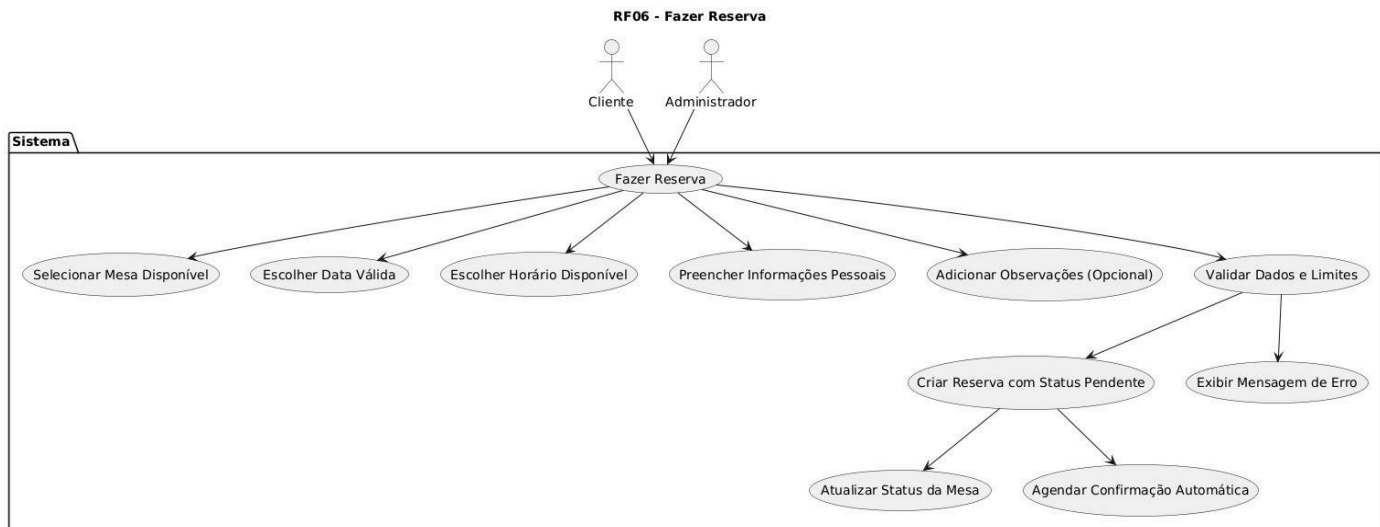 RF06 - Fazer Reserva
Cliente
Administrador
Sistema
Fazer Reserva
Selecionar Mesa Disponível
Escolher Data Válida
Escolher Horário Disponível
Preencher Informações Pessoais
Adicionar Observações (Opcional)
Validar Dados e Limites
Criar Reserva com Status Pendente
Exibir Mensagem de Erro
Atualizar Status da Mesa
Agendar Confirmação Automática